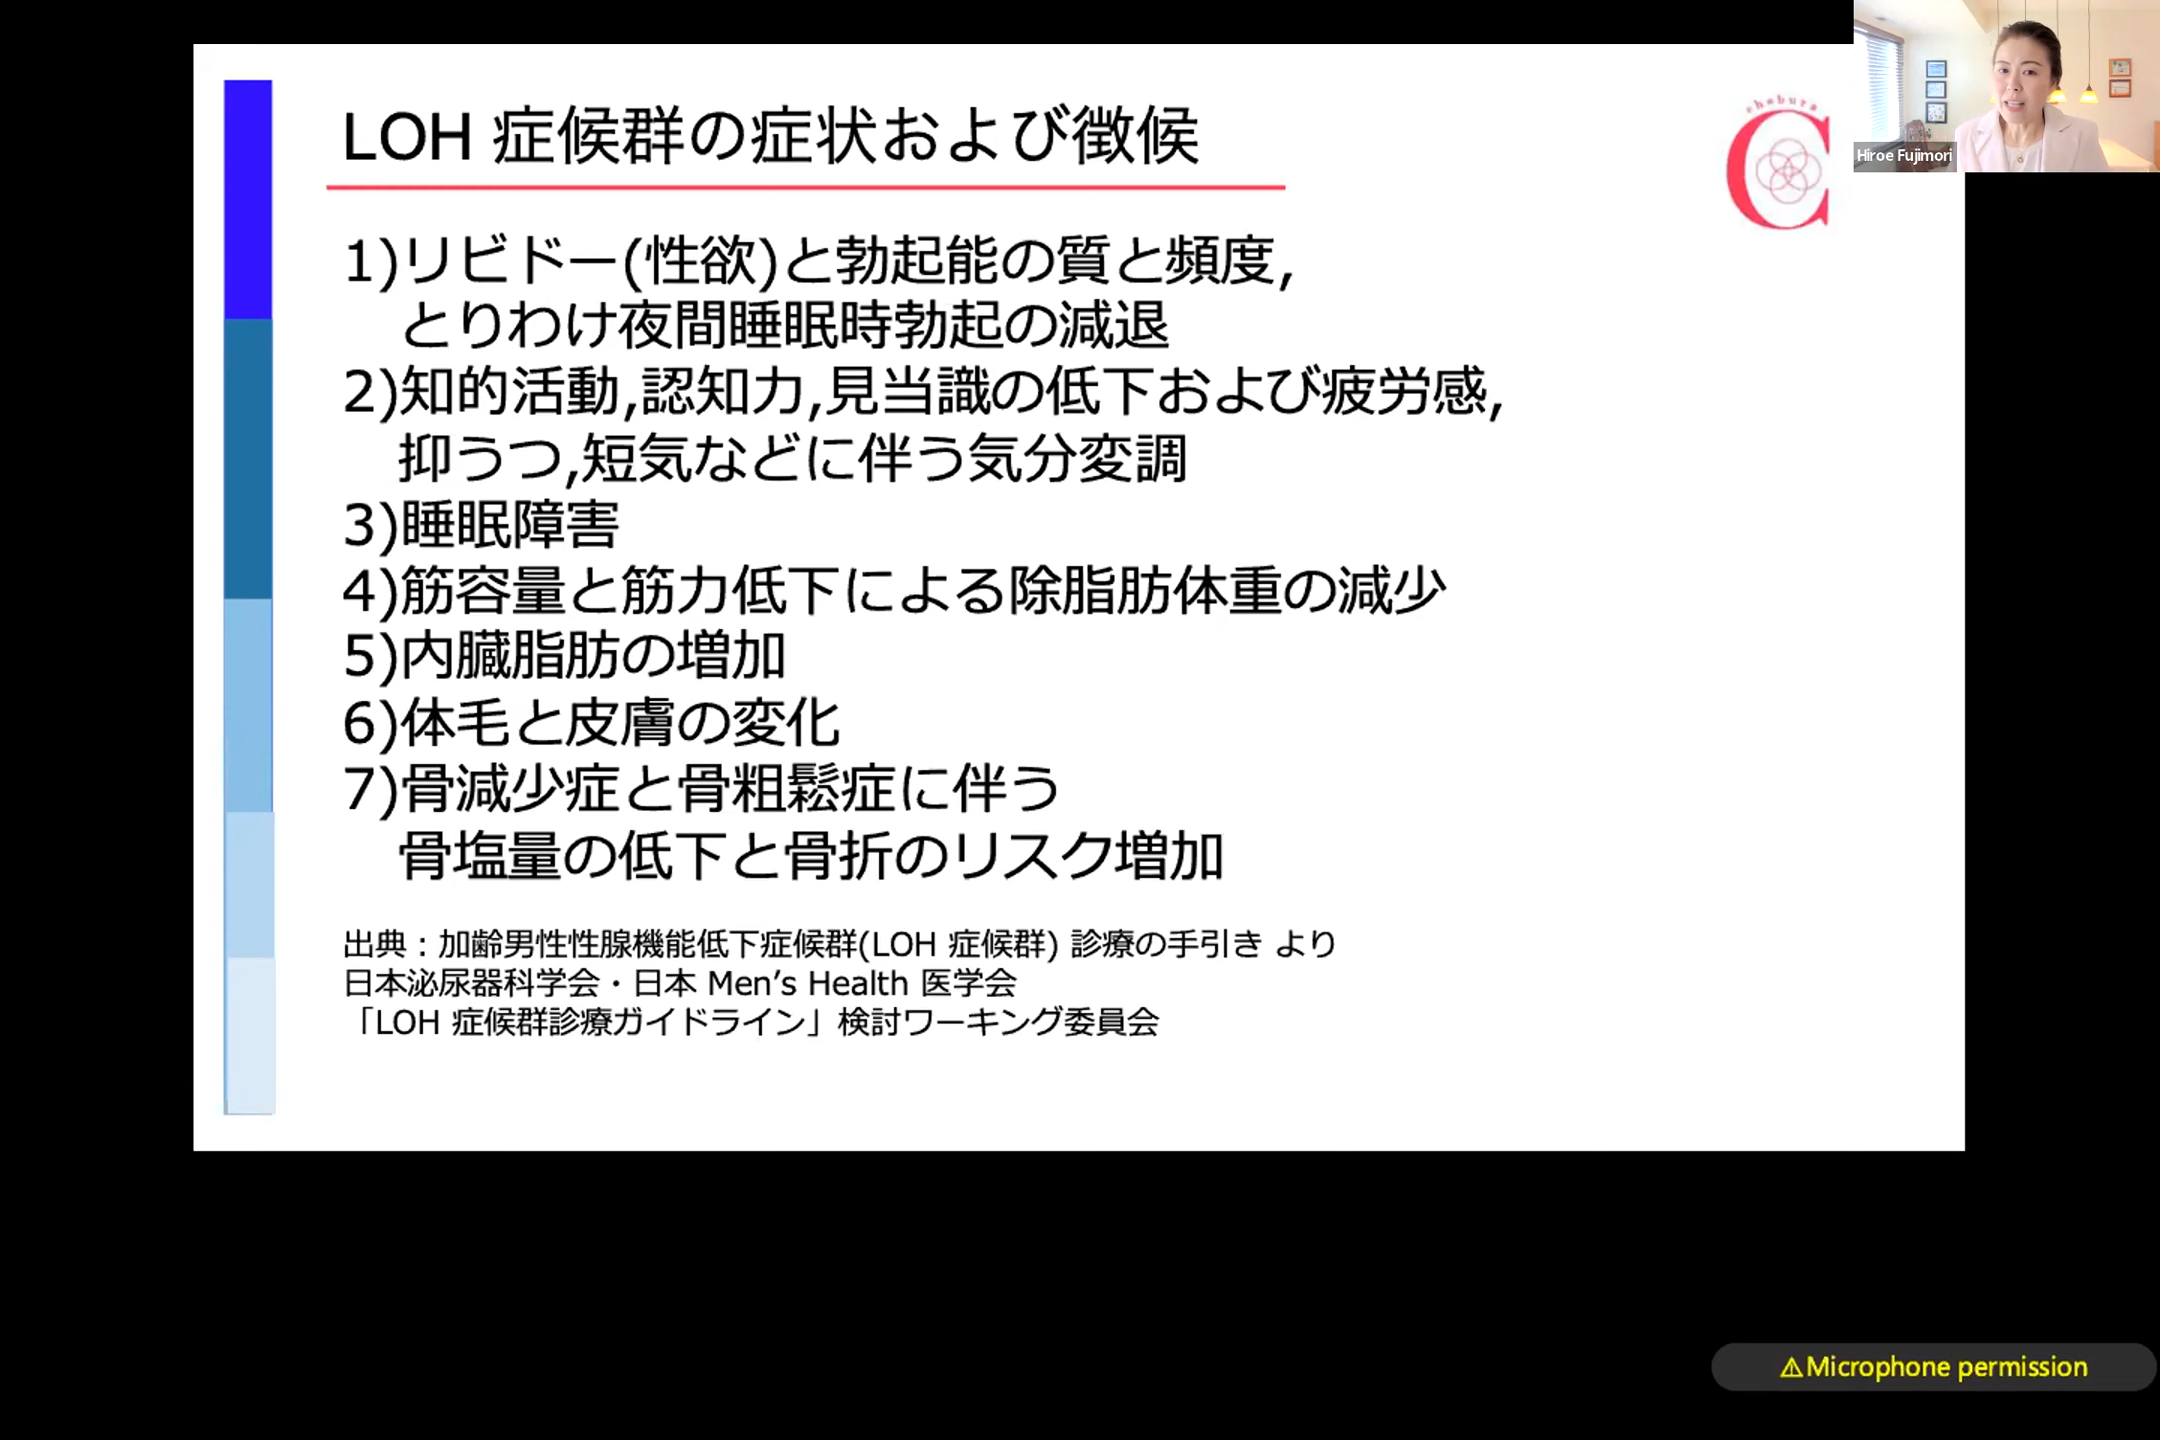 LOH 症候群の症状および徴候
chebura
Hiroe Fujimori
1)リビドー(性欲)と勃起能の質と頻度,
とりわけ夜間睡眠時勃起の減退
2)知的活動,認知力,見当識の低下および疲労感,
抑うつ,短気などに伴う気分変調
3)睡眠障害
4)筋容量と筋力低下による除脂肪体重の減少
5)内臓脂肪の増加
6)体毛と皮膚の変化
7)骨減少症と骨粗鬆症に伴う
骨塩量の低下と骨折のリスク増加
出典：加齢男性性腺機能低下症候群(LOH 症候群) 診療の手引き より
日本泌尿器科学会・日本 Men’s Health 医学会
「LOH 症候群診療ガイドライン」検討ワーキング委員会
⚠Microphone permission